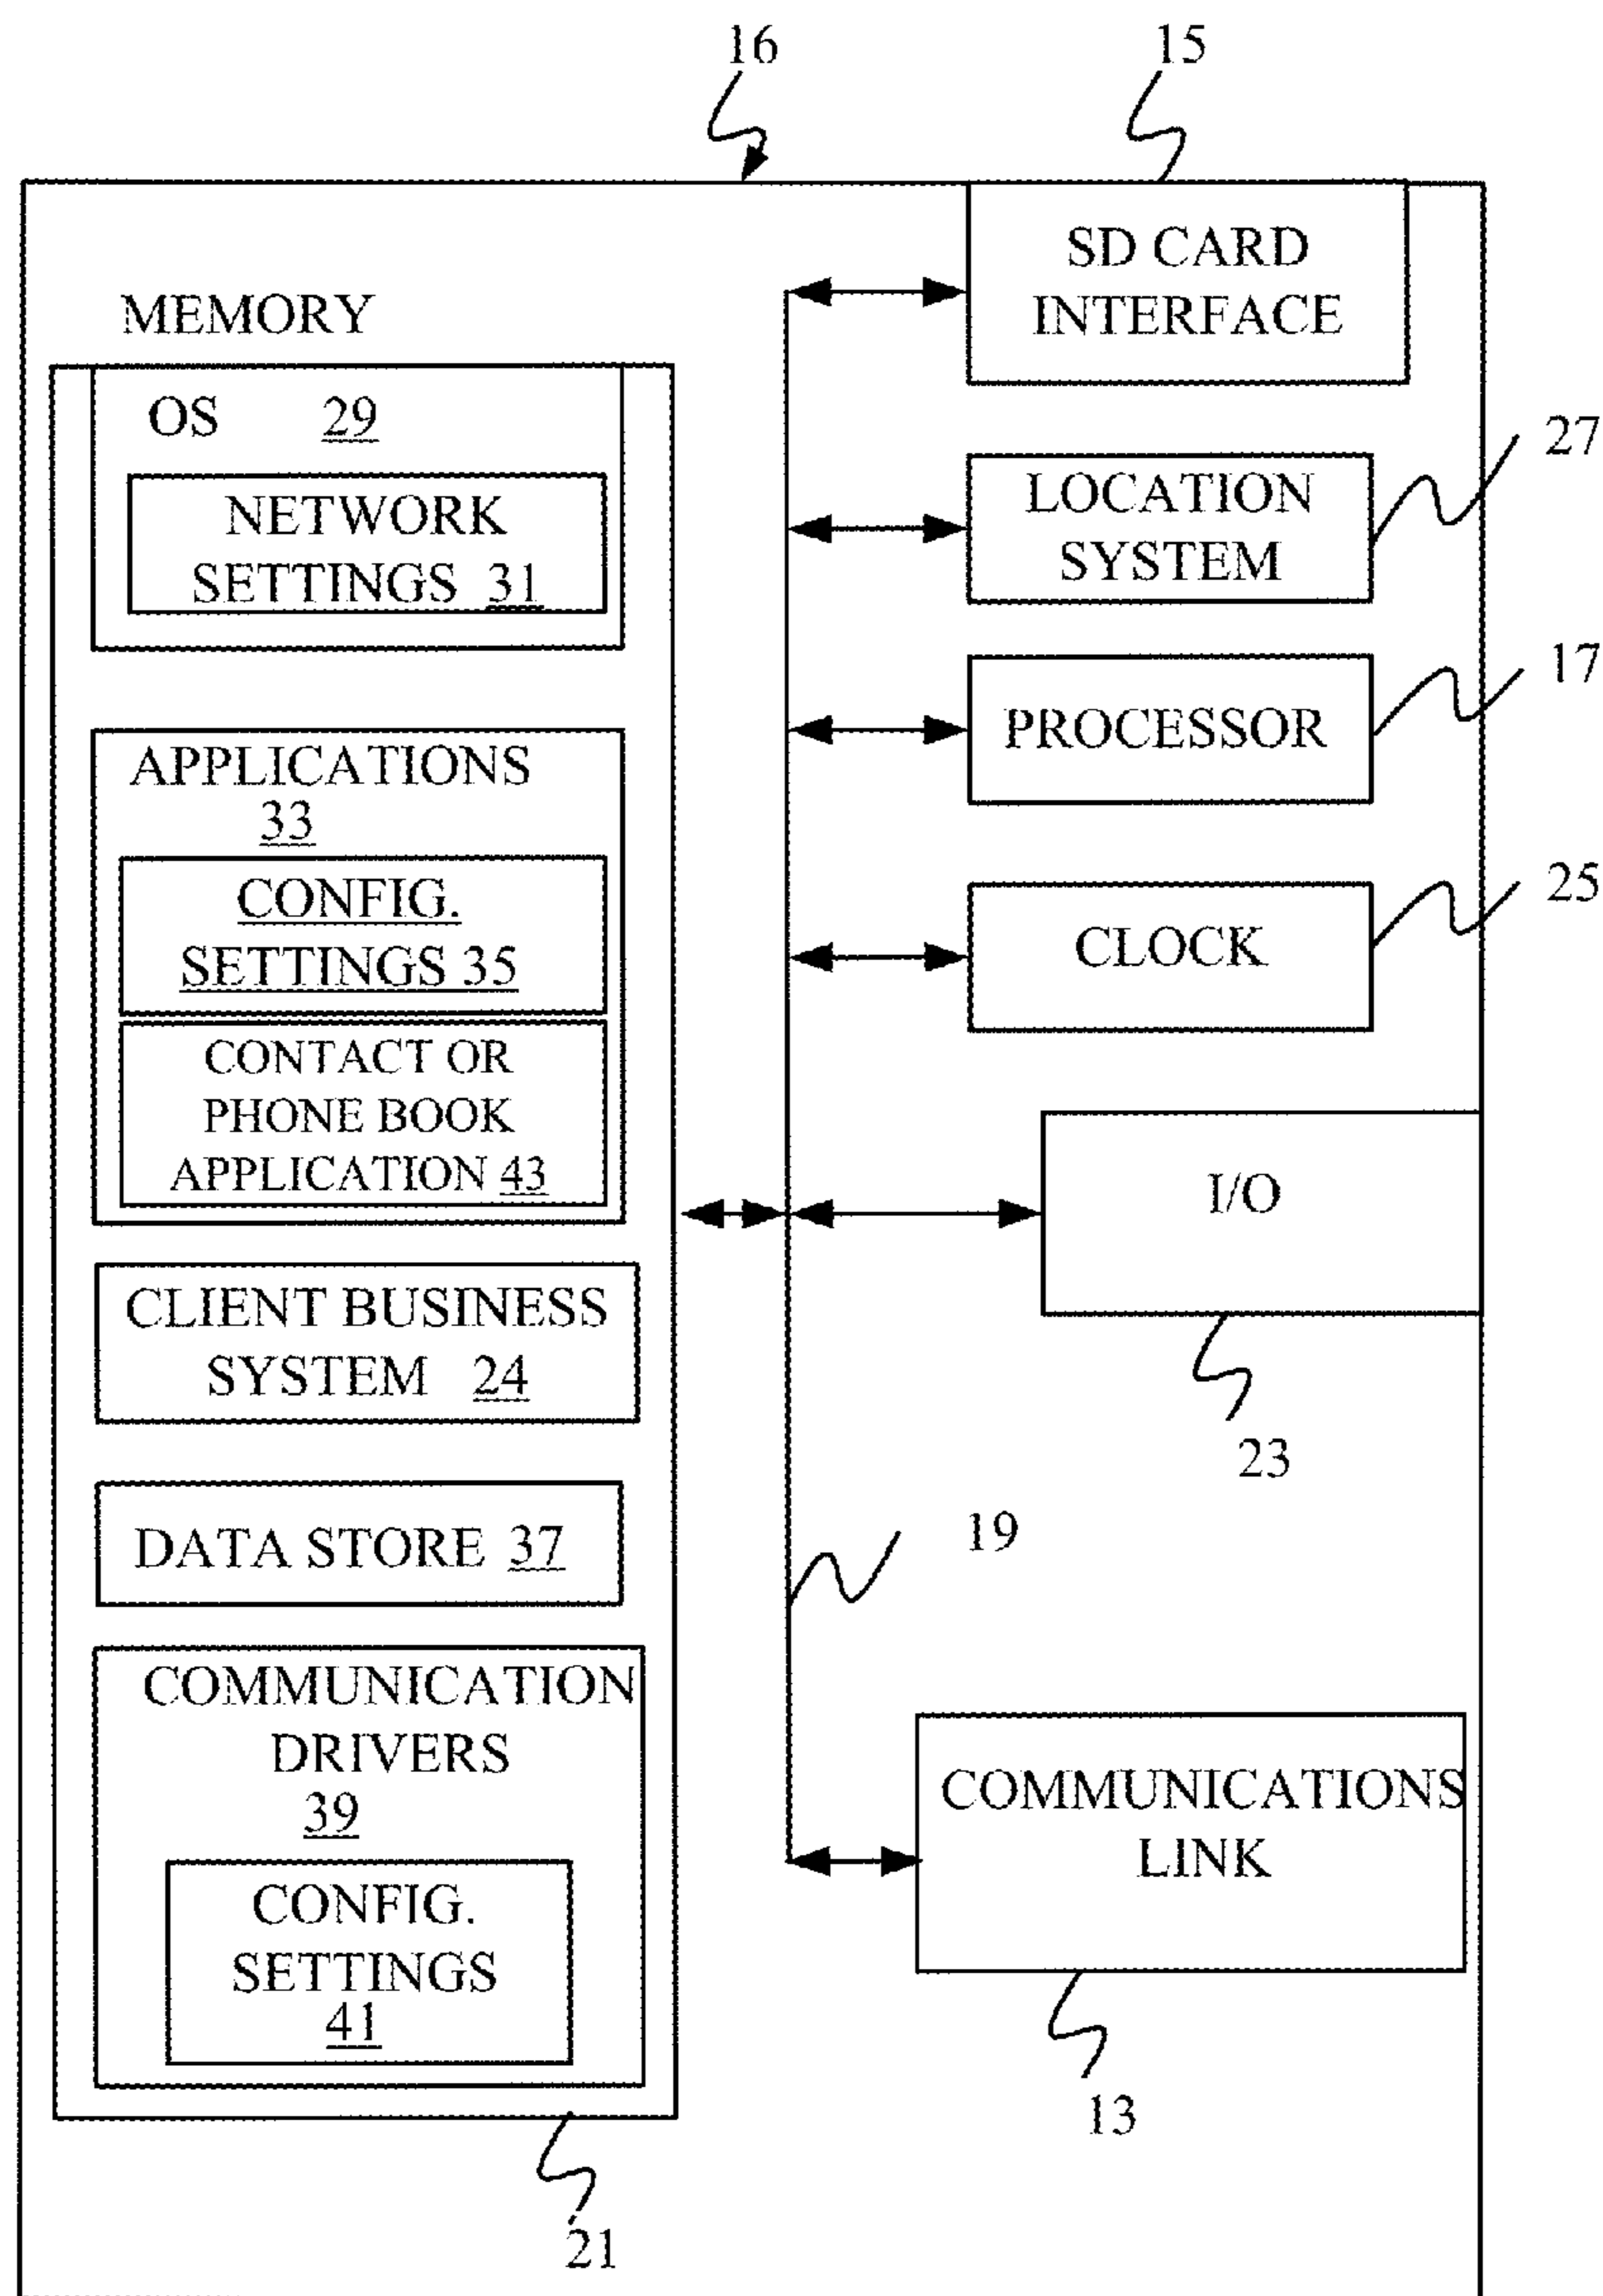 16
15
SD CARD
INTERFACE
MEMORY
OS 29
NETWORK
SETTINGS 31
27
LOCATION
SYSTEM
17
PROCESSOR
APPLICATIONS
33
CONFIG.
SETTINGS 35
25
CLOCK
CONTACT OR
PHONE BOOK
APPLICATION 43
I/O
23
CLIENT BUSINESS
SYSTEM 24
DATA STORE 37
19
COMMUNICATION
DRIVERS
39
CONFIG.
SETTINGS
41
COMMUNICATIONS
LINK
13
21